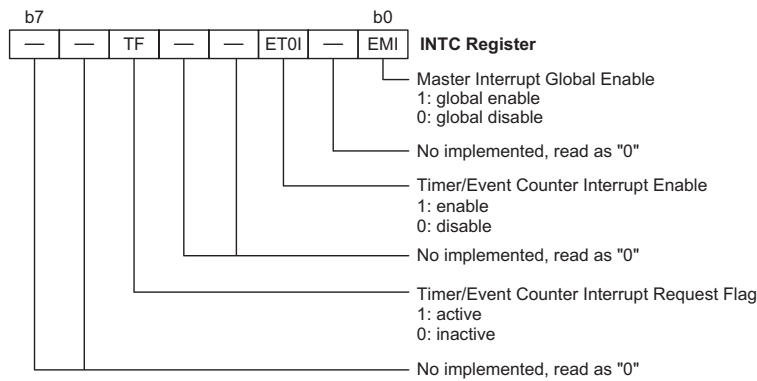 b7 b0
— — TF — — ET0I — EMI INTC Register
Master Interrupt Global Enable
1: global enable
0: global disable
No implemented, read as "0"
Timer/Event Counter Interrupt Enable
1: enable
0: disable
No implemented, read as "0"
Timer/Event Counter Interrupt Request Flag
1: active
0: inactive
No implemented, read as "0"